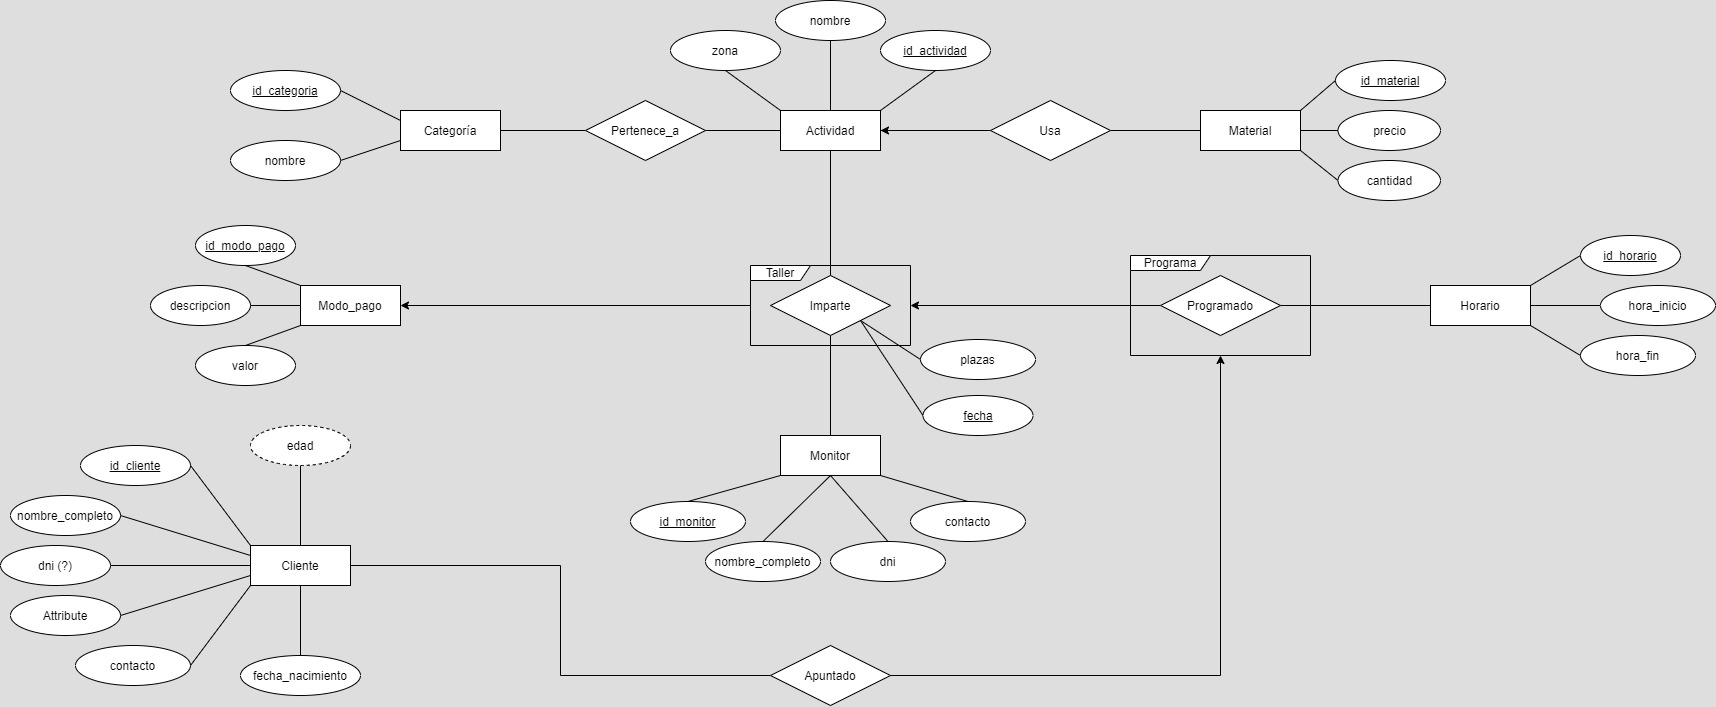 nombre
zona
id_actividad
id_categoria
id_material
Categoría
Pertenece_a
Actividad
Usa
Material
precio
nombre
cantidad
id_modo_pago
id_horario
Taller
Programa
descripcion
Modo_pago
Imparte
Programado
Horario
hora_inicio
valor
plazas
hora_fin
fecha
edad
id_cliente
Monitor
nombre_completo
id_monitor
contacto
dni (?)
Cliente
nombre_completo
dni
Attribute
contacto
fecha_nacimiento
Apuntado